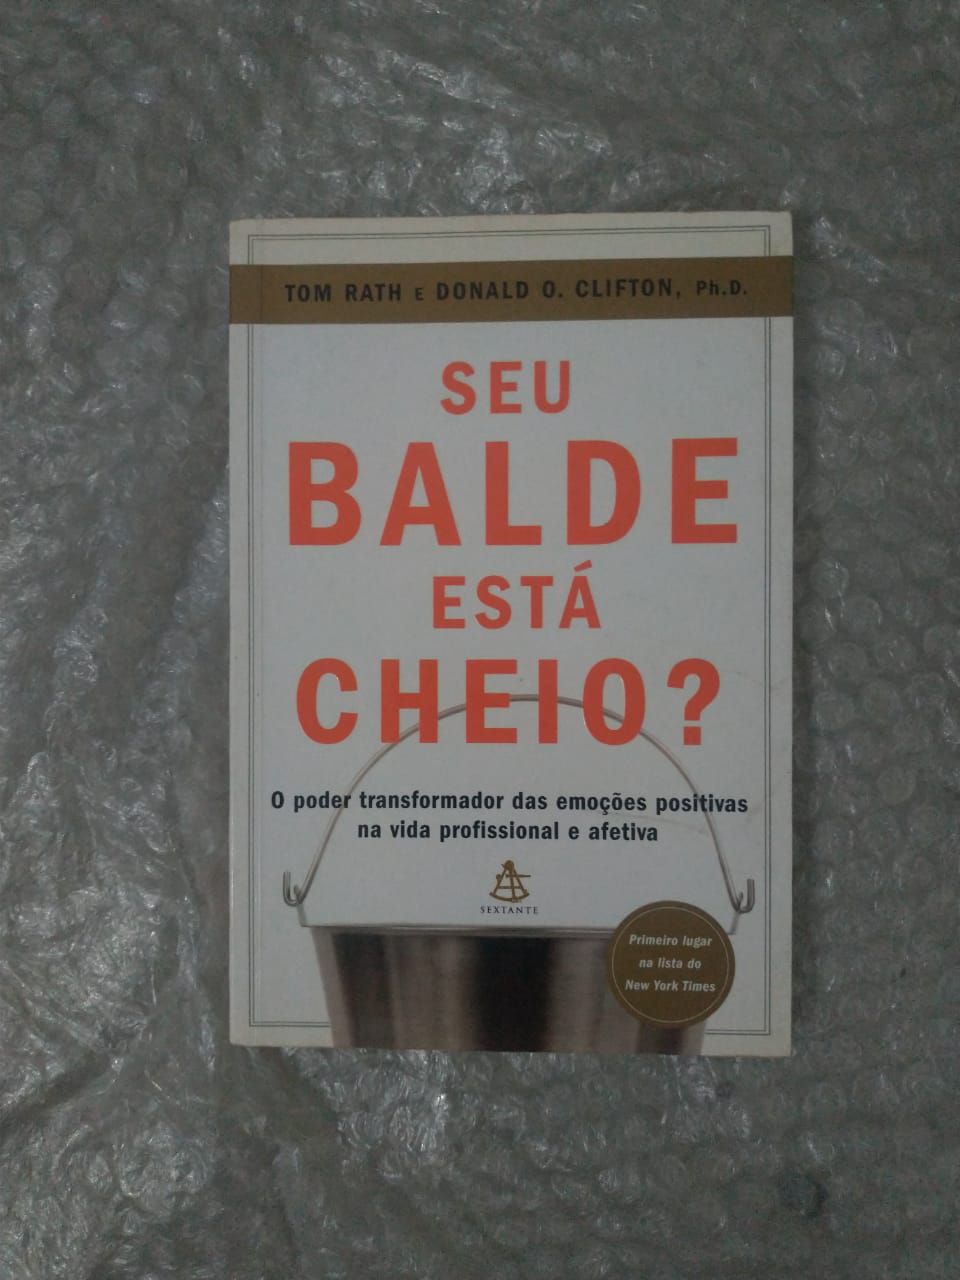 TOM RATH E DONALD O. CLIFTON, Ph.D.
SEU
BALDE
ESTÁ
CHEIO?
O poder transformador das emoções positivas
na vida profissional e afetiva
SEXTANTE
Primeiro lugar
na lista do
New York Times